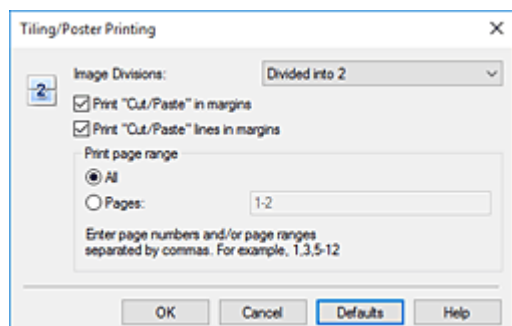 Tiling/Poster Printing
Image Divisions: Divided into 2
2
Print "Cut/Paste" in margins
Print "Cut/Paste" lines in margins
Print page range
All
Pages: 1-2
Enter page numbers and/or page ranges
separated by commas. For example, 1,3,5-12
OK Cancel Defaults Help